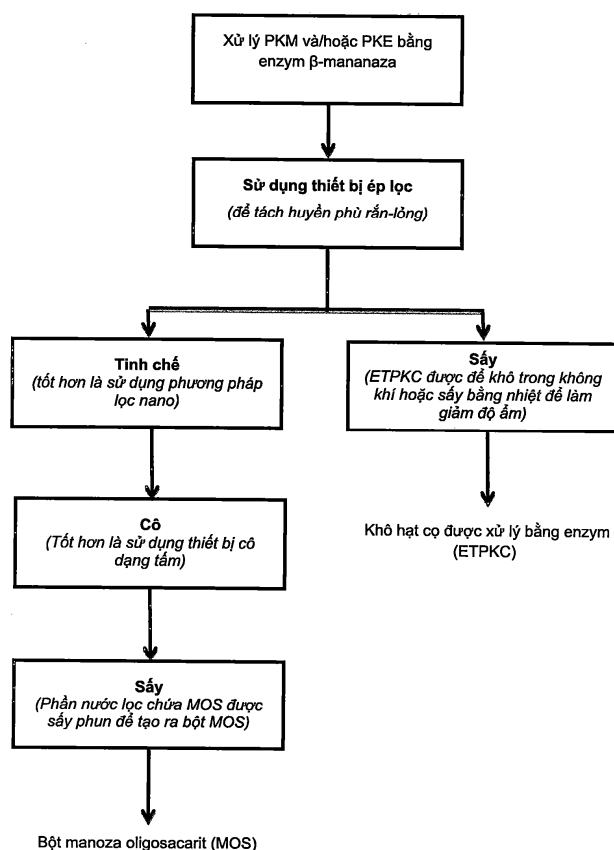 Xử lý PKM và/hoặc PKE bằng
enzym β-mananaza
Sử dụng thiết bị ép lọc
(để tách huyền phù rắn-lỏng)
Tinh chế
(tốt hơn là sử dụng phương pháp
lọc nano)
Sấy
(ETPKC được để khô trong không
khí hoặc sấy bằng nhiệt để làm
giảm độ ẩm)
Cô
(Tốt hơn là sử dụng thiết bị cô
dạng tấm)
Khô hạt cọ được xử lý bằng enzym
(ETPKC)
Sấy
(Phần nước lọc chứa MOS được
sấy phun để tạo ra bột MOS)
Bột manoza oligosacarit (MOS)